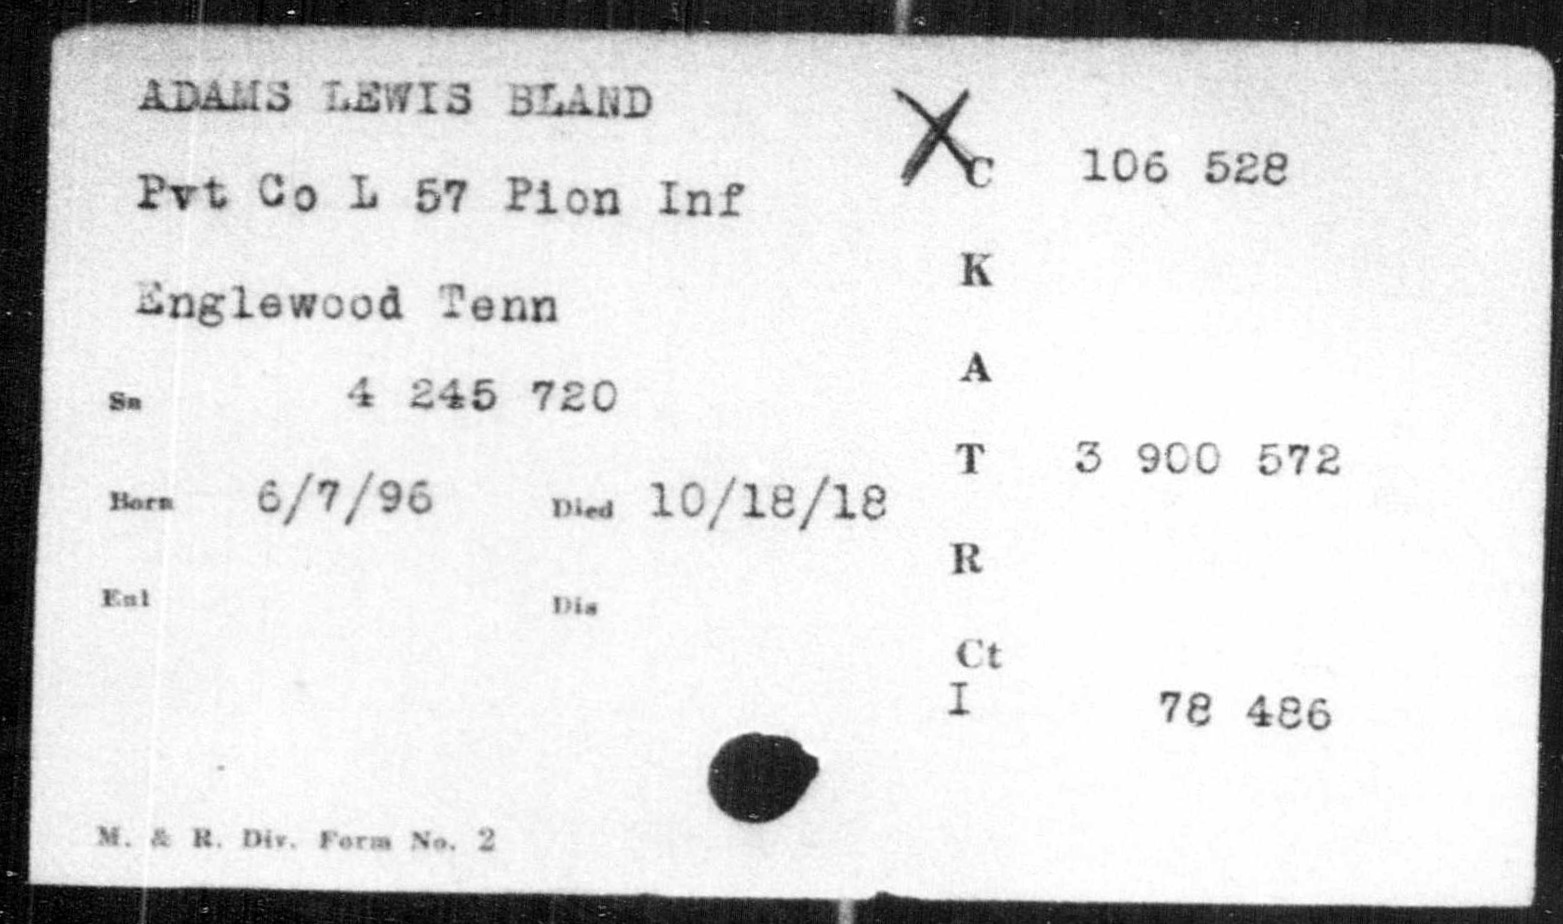 ADAMS LEWIS BLAND
Pvt Co L 57 Pion Inf
Englewood Tenn
Sn 4 245 720
Born 6/7/96 Died 10/18/18
Enl Dis
X C 106 528
K
A
T 3 900 572
R
Ct
I 78 486
M. & R. Div. Form No. 2